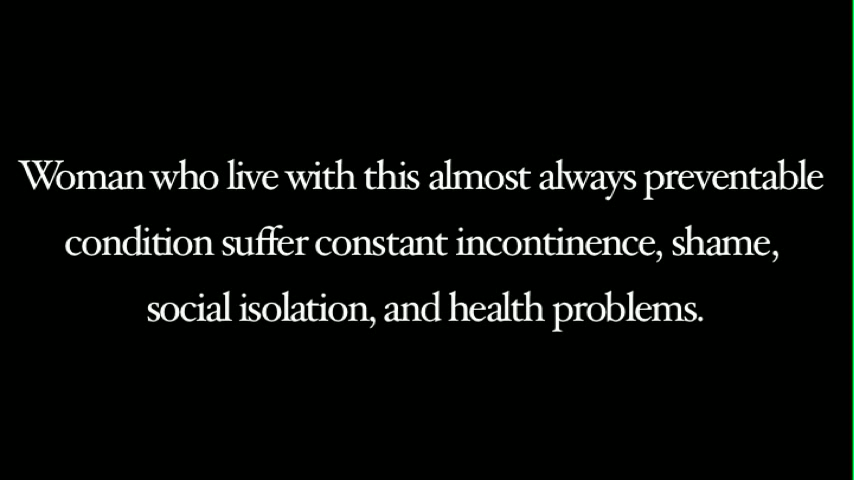 Woman who live with this almost always preventable
condition suffer constant incontinence, shame,
social isolation, and health problems.